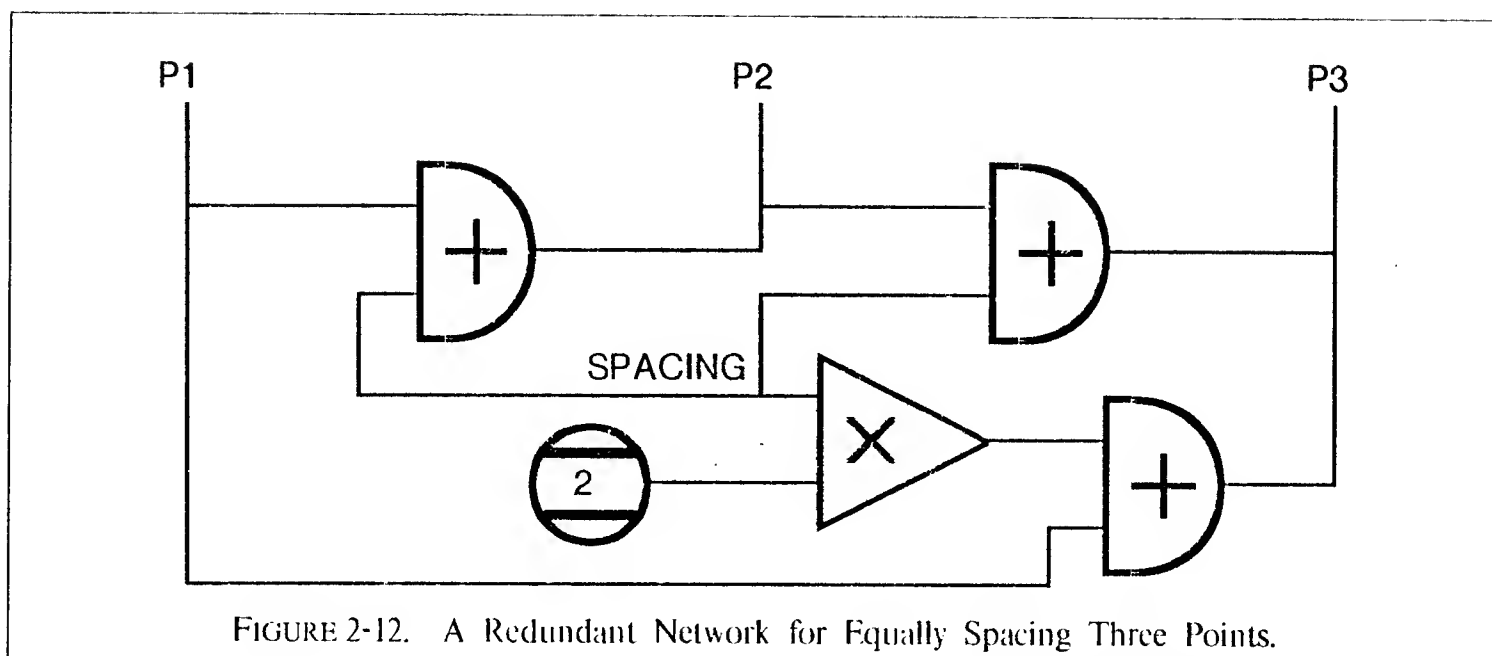 P1 P2 P3
+ +
SPACING
×
2
+
FIGURE 2-12. A Redundant Network for Equally Spacing Three Points.